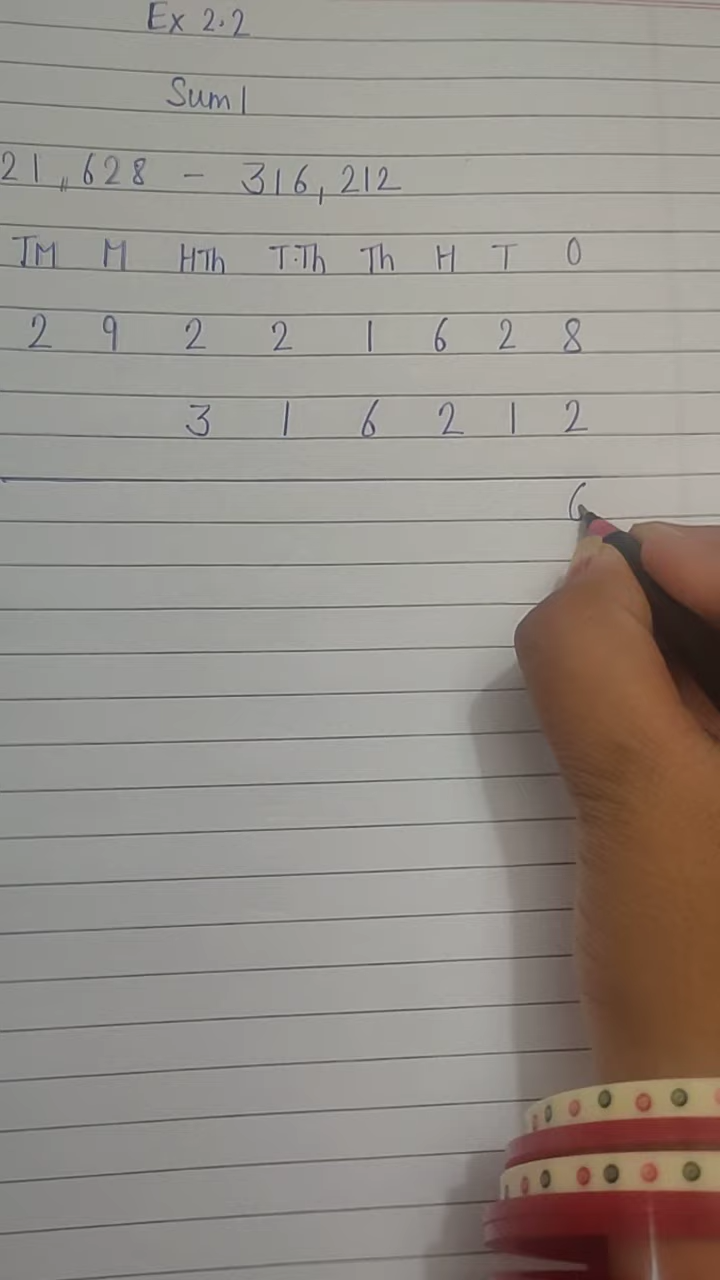 Ex 2.2
Sum 1
21,,628 - 316,212
TM M HTh T.Th Th H T O
2 9 2 2 1 6 2 8
3 1 6 2 1 2
6